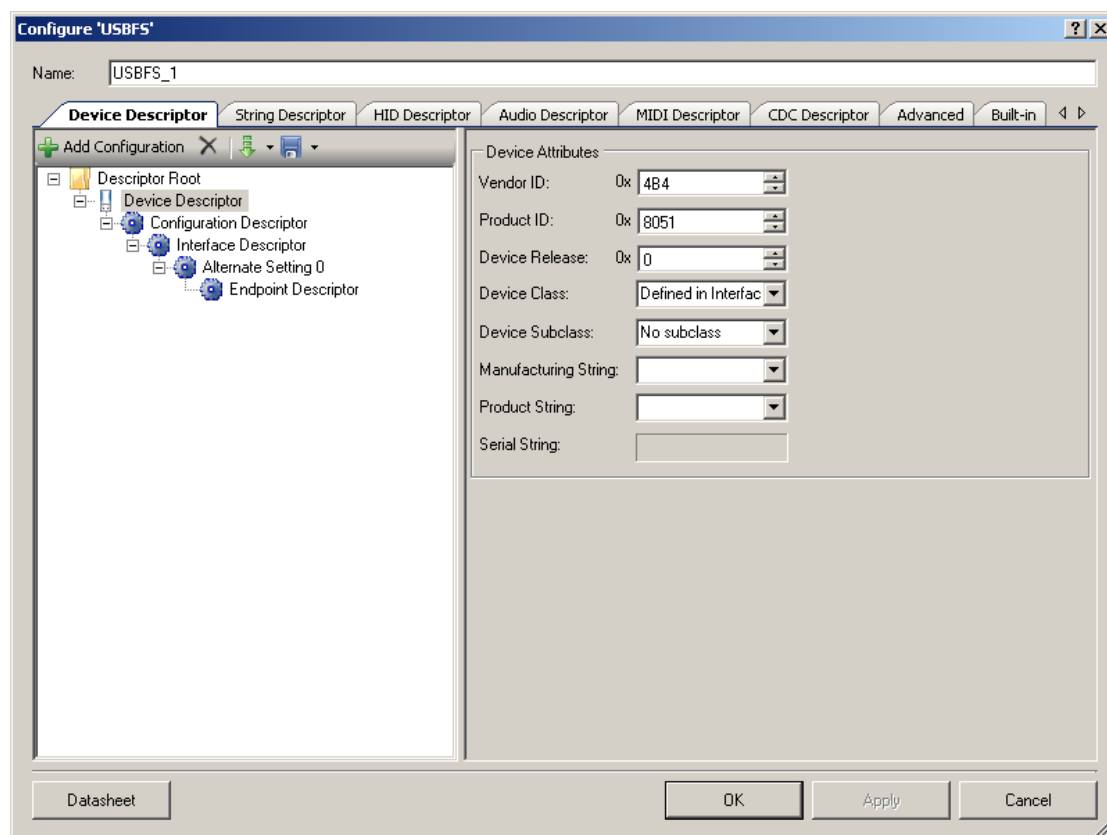 Configure 'USBFS'
Name: USBFS_1
Device Descriptor String Descriptor HID Descriptor Audio Descriptor MIDI Descriptor CDC Descriptor Advanced Built-in
Add Configuration
Descriptor Root
Device Descriptor
Configuration Descriptor
Interface Descriptor
Alternate Setting 0
Endpoint Descriptor
Device Attributes
Vendor ID: 0x 4B4
Product ID: 0x 8051
Device Release: 0x 0
Device Class: Defined in Interfac
Device Subclass: No subclass
Manufacturing String:
Product String:
Serial String:
Datasheet OK Apply Cancel